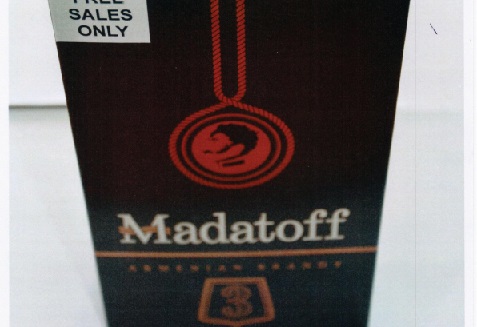 FREE
SALES
ONLY
Madatoff
ARMENIAN BRANDY
3